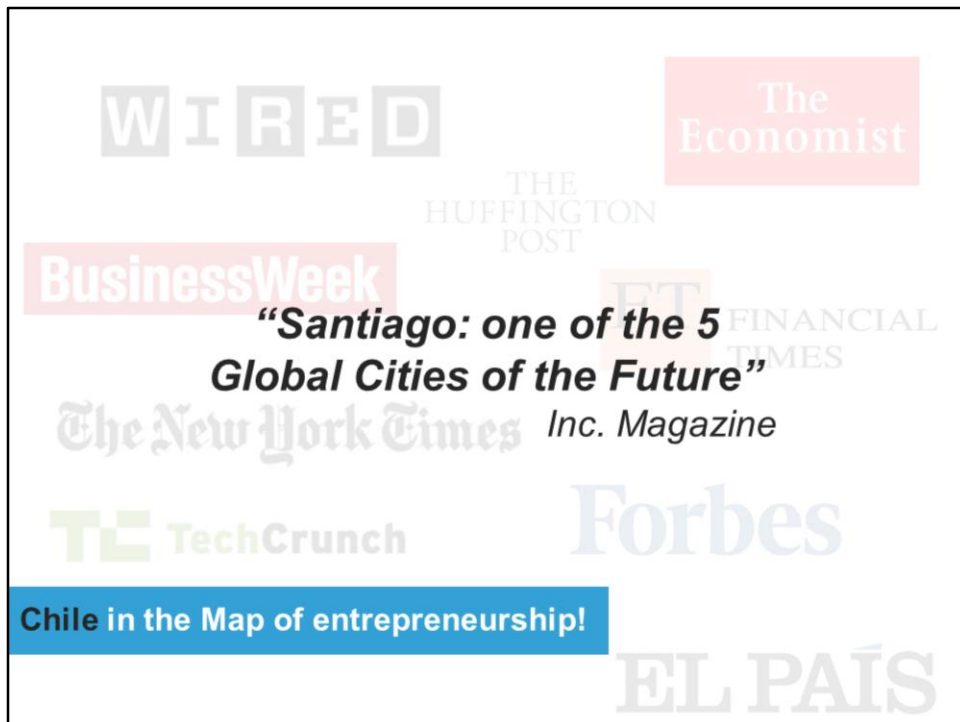 WIRED
The
Economist
THE
HUFFINGTON
POST
BusinessWeek
FT
FINANCIAL
TIMES
“Santiago: one of the 5
Global Cities of the Future”
Inc. Magazine
The New York Times
TC TechCrunch
Forbes
Chile in the Map of entrepreneurship!
EL PAÍS